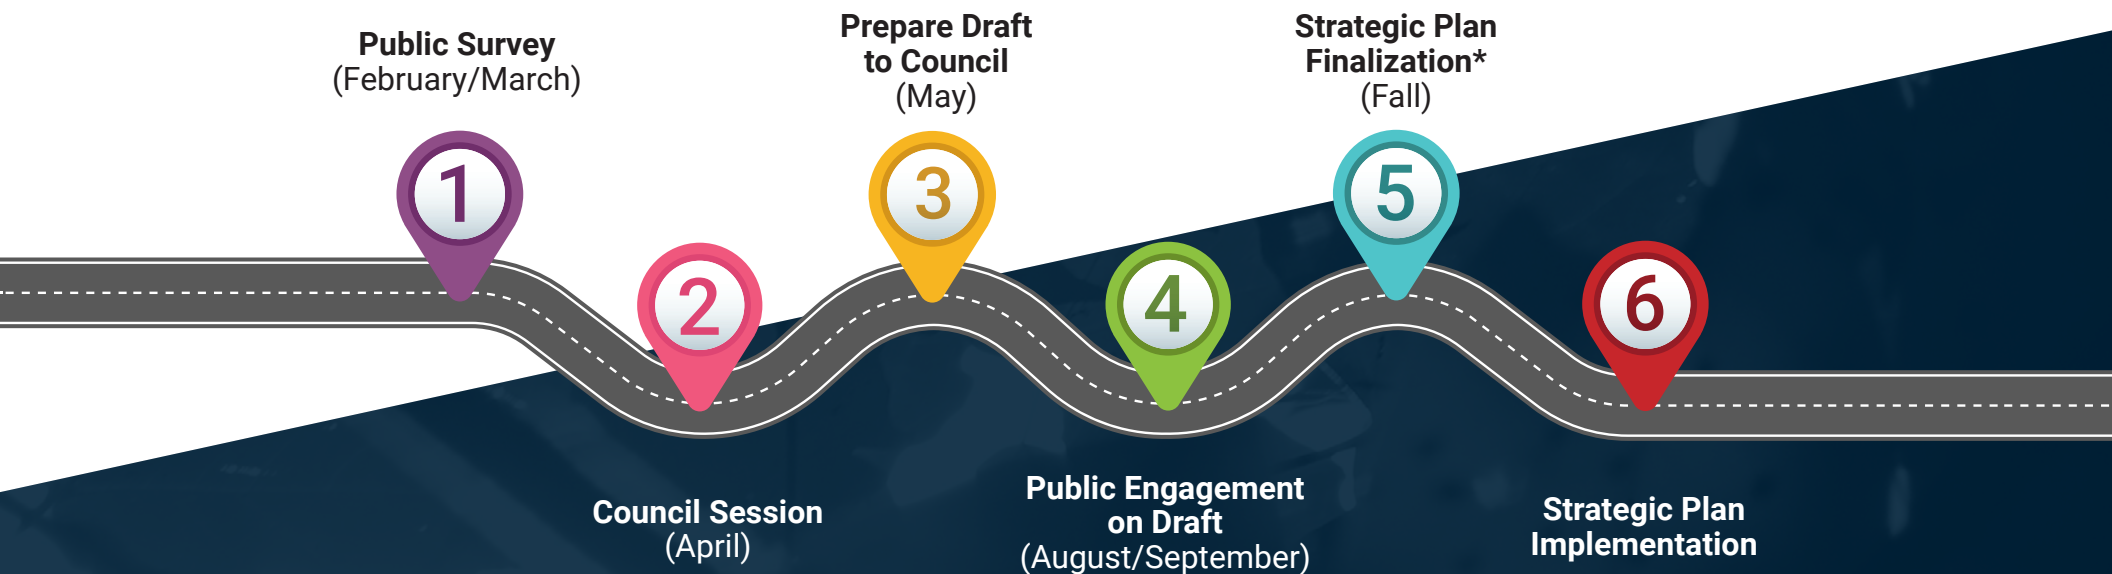 Public Survey
(February/March)
1
Council Session
(April)
2
Prepare Draft
to Council
(May)
3
Public Engagement
on Draft
(August/September)
4
Strategic Plan
Finalization*
(Fall)
5
Strategic Plan
Implementation
6